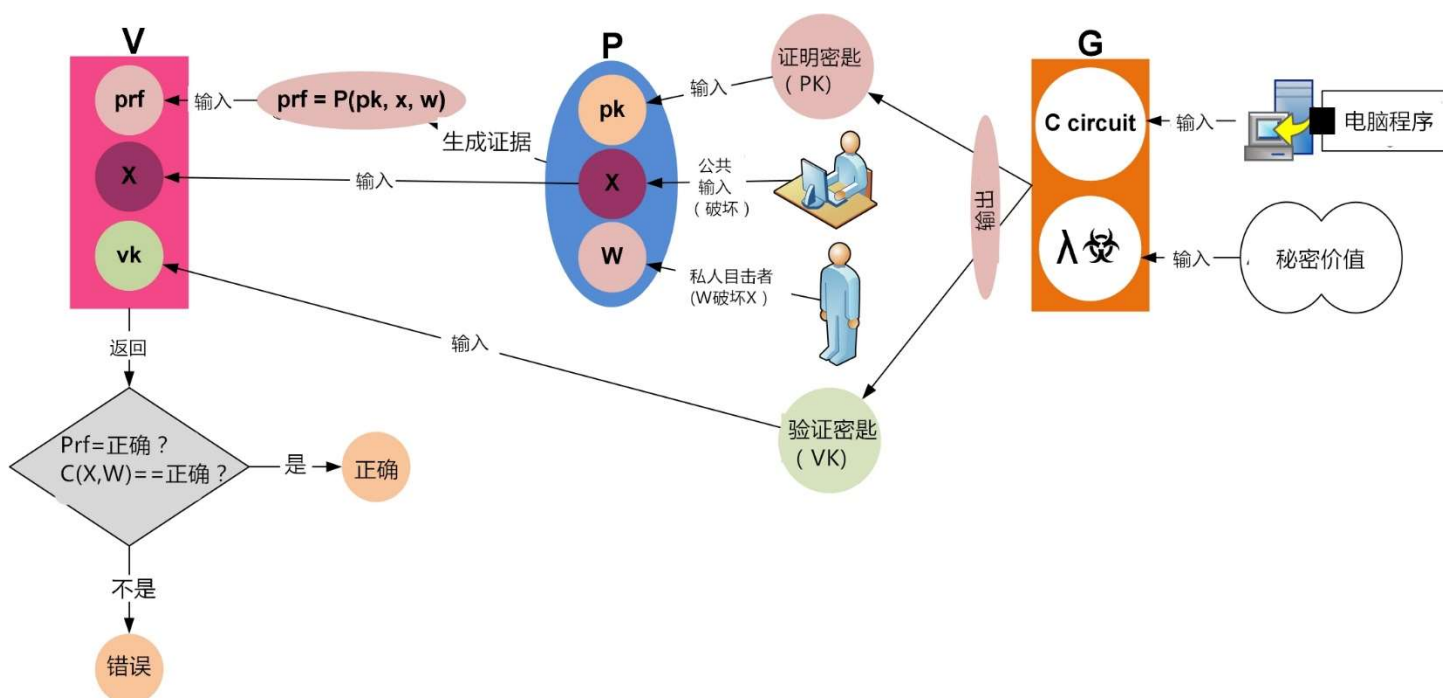 V
prf
X
vk
输入
prf = P(pk, x, w)
生成证据
输入
输入
P
pk
X
W
输入
证明密匙
( PK)
公共
输入
(破坏)
私人目击者
(W破坏X )
验证密匙
( VK)
输出
G
C circuit
λ☣
输入
电脑程序
输入
秘密价值
返回
Prf=正确?
C(X,W)==正确?
是
正确
不是
错误